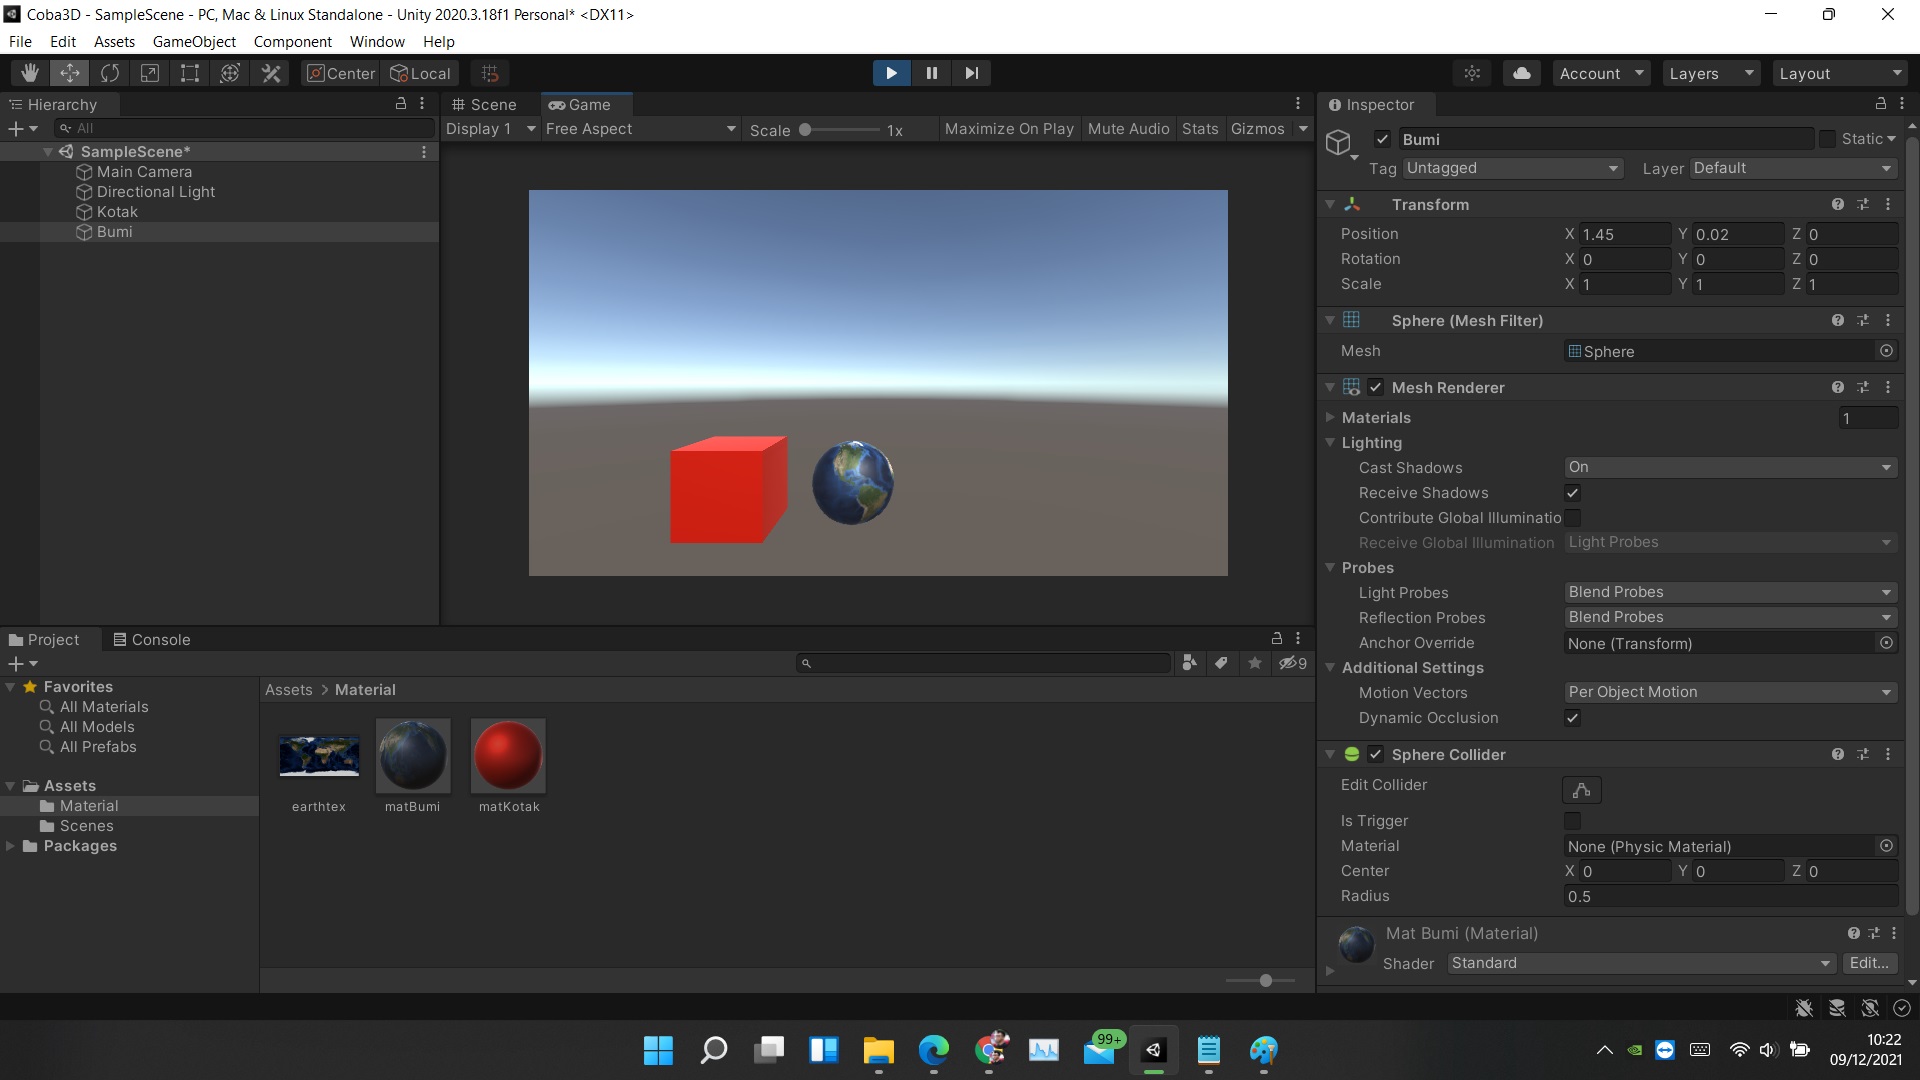 Coba3D - SampleScene - PC, Mac & Linux Standalone - Unity 2020.3.18f1 Personal* <DX11>
File Edit Assets GameObject Component Window Help
Center Local Account Layers Layout
Hierarchy
All
SampleScene*
Main Camera
Directional Light
Kotak
Bumi
Scene Game
Display 1 Free Aspect Scale 1x Maximize On Play Mute Audio Stats Gizmos
Inspector
Bumi Static
Tag Untagged Layer Default
Transform
Position X 1.45 Y 0.02 Z 0
Rotation X 0 Y 0 Z 0
Scale X 1 Y 1 Z 1
Sphere (Mesh Filter)
Mesh Sphere
Mesh Renderer
Materials 1
Lighting
Cast Shadows On
Receive Shadows
Contribute Global Illuminatio
Receive Global Illumination Light Probes
Probes
Light Probes Blend Probes
Reflection Probes Blend Probes
Anchor Override None (Transform)
Additional Settings
Motion Vectors Per Object Motion
Dynamic Occlusion
Sphere Collider
Edit Collider
Is Trigger
Material None (Physic Material)
Center X 0 Y 0 Z 0
Radius 0.5
Mat Bumi (Material)
Shader Standard Edit...
Project Console
9
Favorites
All Materials
All Models
All Prefabs
Assets
Material
Scenes
Packages
Assets > Material
earthtex matBumi matKotak
99+
10:22
09/12/2021